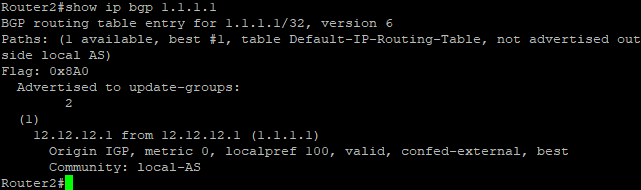 Router2#show ip bgp 1.1.1.1
BGP routing table entry for 1.1.1.1/32, version 6
Paths: (1 available, best #1, table Default-IP-Routing-Table, not advertised out
side local AS)
Flag: 0x8A0
  Advertised to update-groups:
        2
  (1)
    12.12.12.1 from 12.12.12.1 (1.1.1.1)
      Origin IGP, metric 0, localpref 100, valid, confed-external, best
      Community: local-AS
Router2#